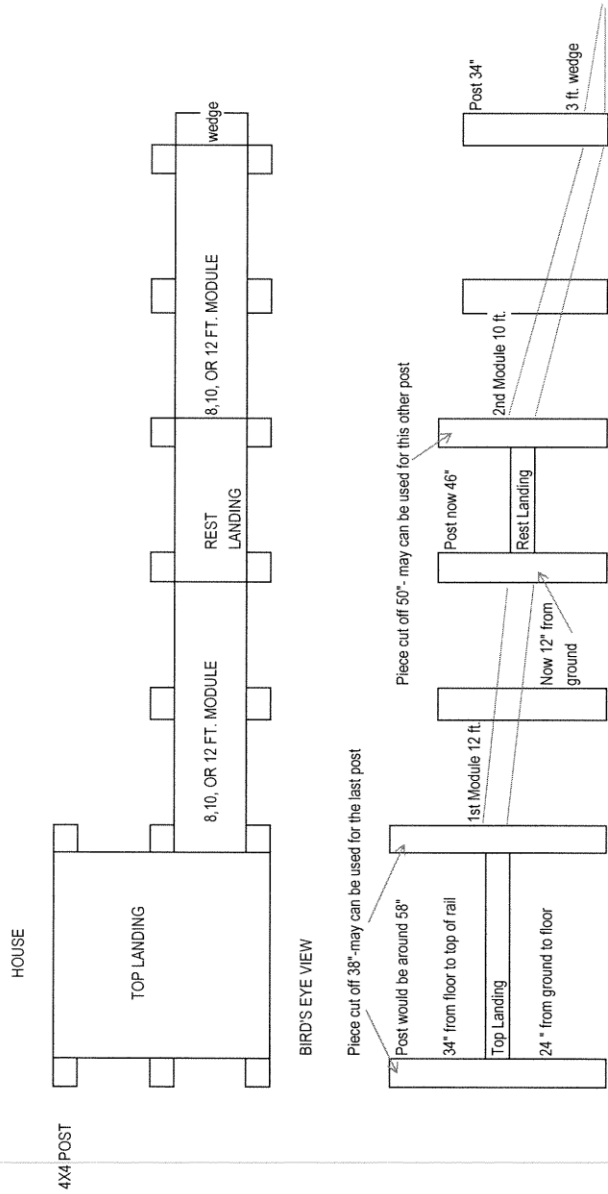 HOUSE
4X4 POST
TOP LANDING
8,10, OR 12 FT. MODULE
REST
LANDING
8,10, OR 12 FT. MODULE
wedge
BIRD'S EYE VIEW
Piece cut off 38"-may can be used for the last post
Piece cut off 50"- may can be used for this other post
Post would be around 58"
34" from floor to top of rail
Top Landing
24 " from ground to floor
1st Module 12 ft.
Now 12" from
ground
Post now 46"
Rest Landing
2nd Module 10 ft.
Post 34"
3 ft. wedge